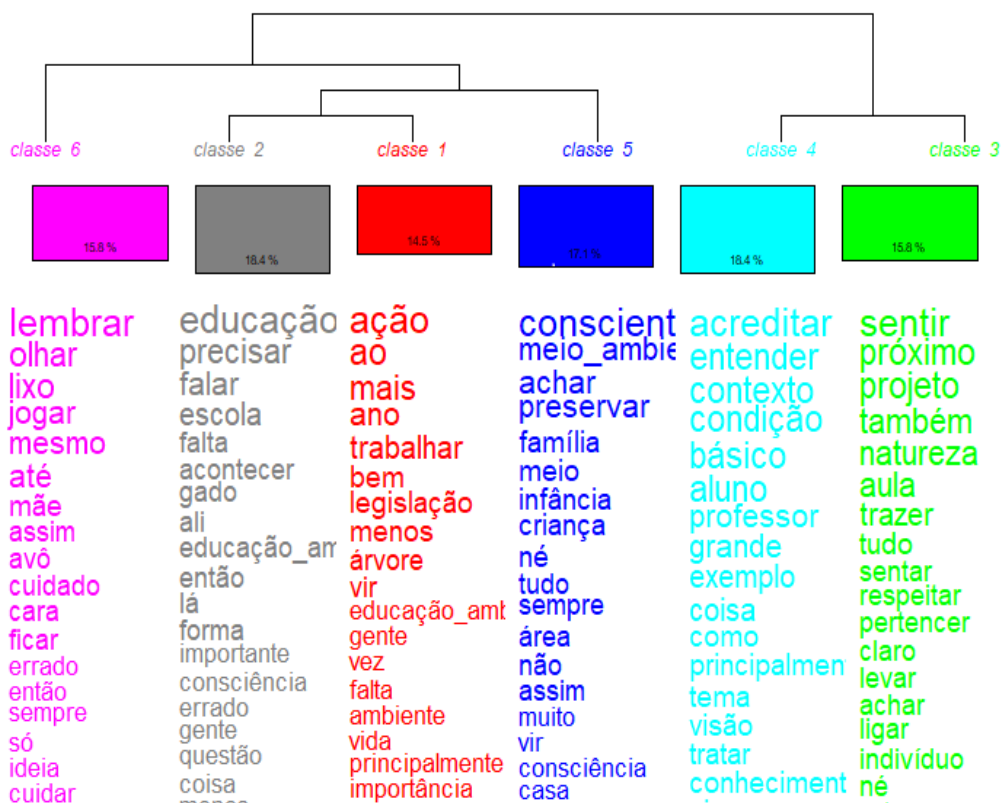 classe 6
classe 2
classe 1
classe 5
classe 4
classe 3
15.8 %
18.4 %
14.5 %
17.1 %
18.4 %
15.8 %
lembrar
olhar
lixo
jogar
mesmo
até
mãe
assim
avô
cuidado
cara
ficar
errado
então
sempre
só
ideia
cuidar
educação
precisar
falar
escola
falta
acontecer
gado
ali
educação_am
então
lá
forma
importante
consciência
errado
gente
questão
coisa
ação
ao
mais
ano
trabalhar
bem
legislação
menos
árvore
vir
educação_amb
gente
vez
falta
ambiente
vida
principalmente
importância
conscient
meio_ambie
achar
preservar
família
meio
infância
criança
né
tudo
sempre
área
não
assim
muito
vir
consciência
casa
acreditar
entender
contexto
condição
básico
aluno
professor
grande
exemplo
coisa
como
principalmen
tema
visão
tratar
conheciment
sentir
próximo
projeto
também
natureza
aula
trazer
tudo
sentar
respeitar
pertencer
claro
levar
achar
ligar
indivíduo
né